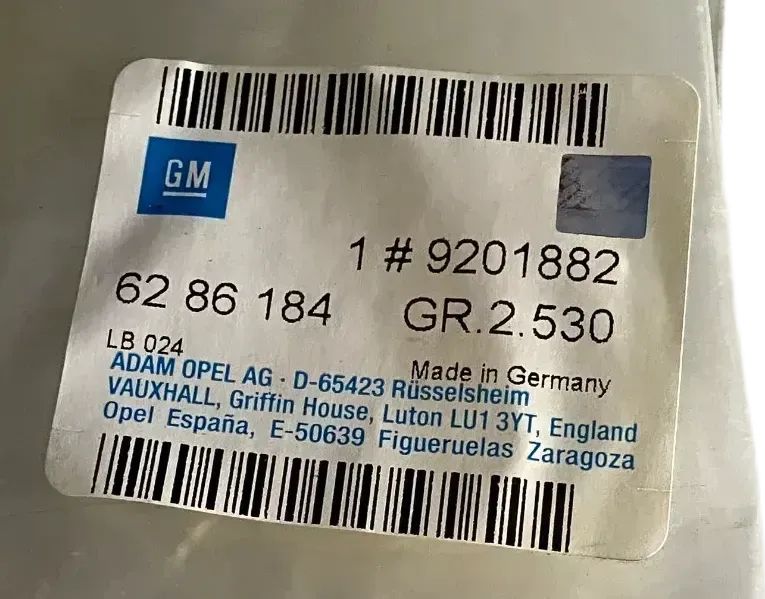 GM
1 # 9201882
62 86 184 GR.2.530
LB 024 Made in Germany
ADAM OPEL AG · D-65423 Rüsselsheim
VAUXHALL, Griffin House, Luton LU1 3YT, England
Opel España, E-50639 Figueruelas Zaragoza